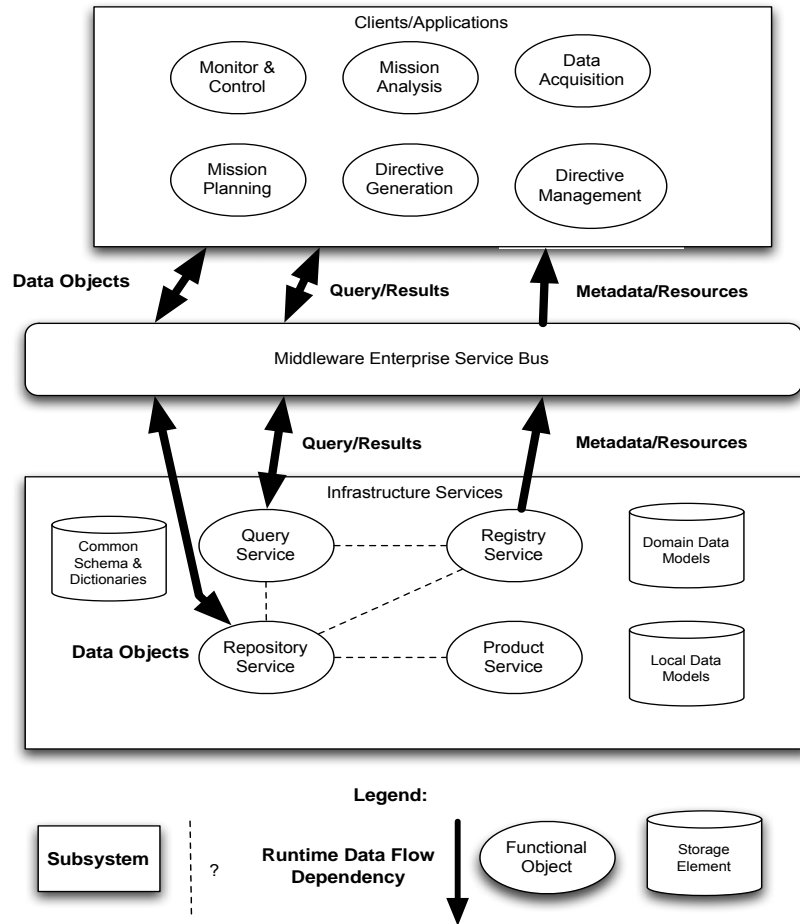 Clients/Applications
Monitor &
Control
Mission
Analysis
Data
Acquisition
Mission
Planning
Directive
Generation
Directive
Management
Data Objects
Query/Results
Metadata/Resources
Middleware Enterprise Service Bus
Query/Results
Metadata/Resources
Infrastructure Services
Common
Schema &
Dictionaries
Query
Service
Registry
Service
Domain Data
Models
Data Objects
Repository
Service
Product
Service
Local Data
Models
Legend:
Subsystem
?
Runtime Data Flow
Dependency
Functional
Object
Storage
Element